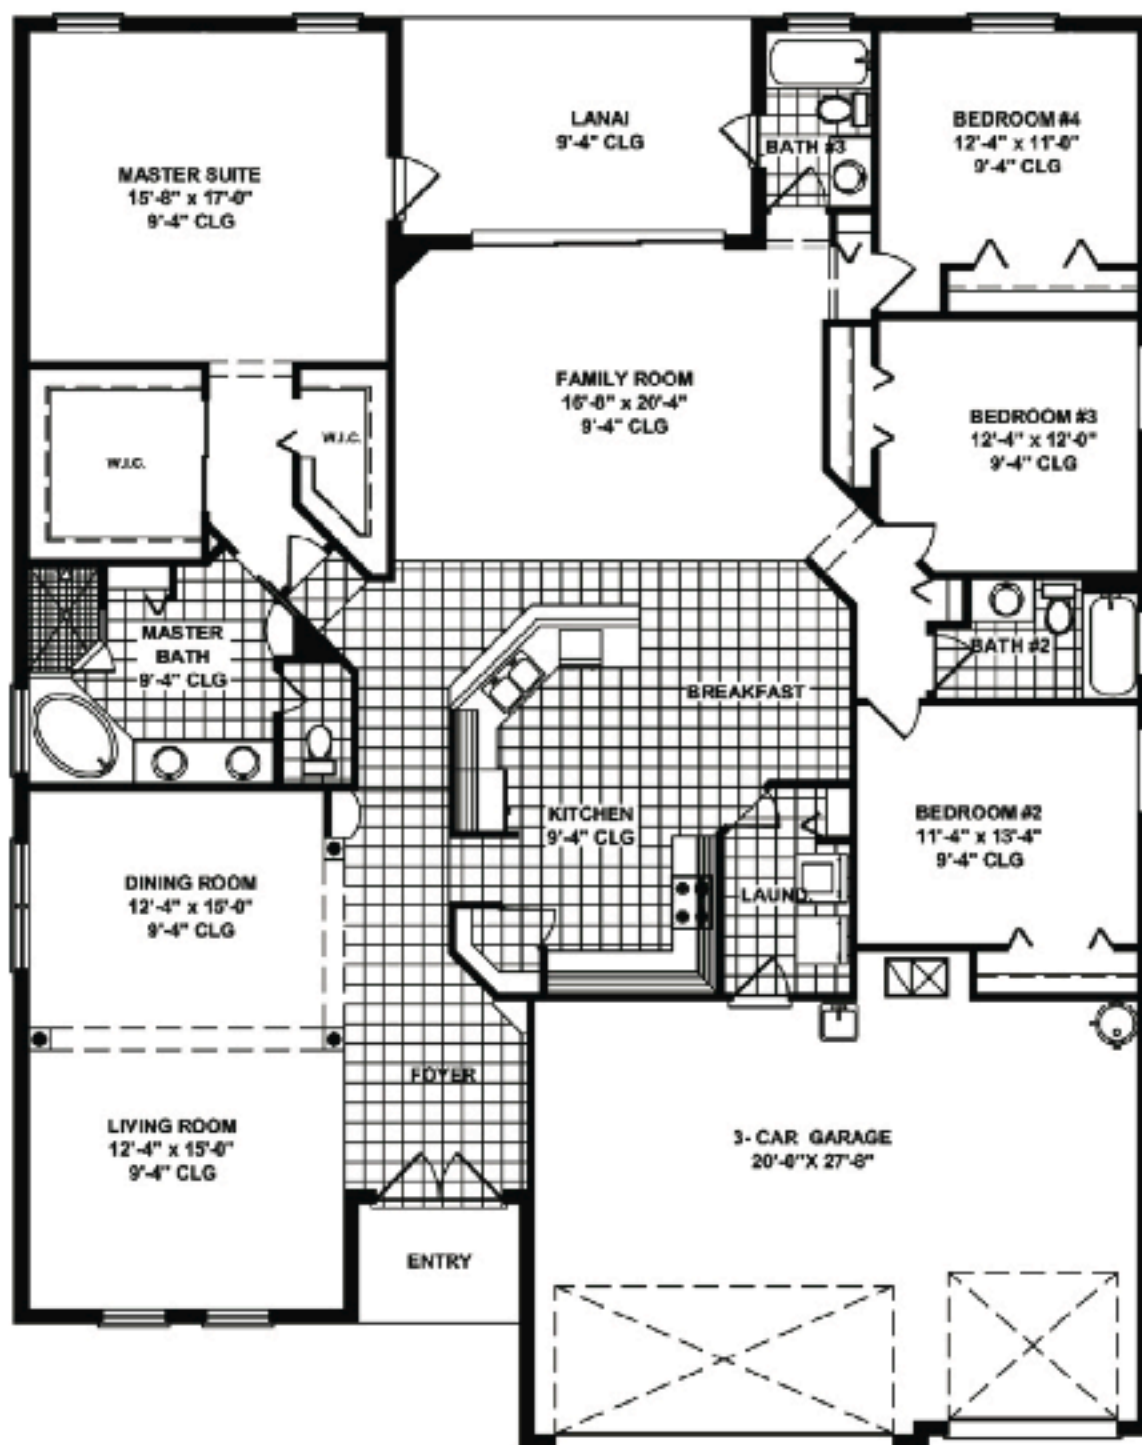 MASTER SUITE
15'-8" x 17'-0"
9'-4" CLG
LANAI
9'-4" CLG
BATH #3
BEDROOM #4
12'-4" x 11'-0"
9'-4" CLG
FAMILY ROOM
16'-8" x 20'-4"
9'-4" CLG
BEDROOM #3
12'-4" x 12'-0"
9'-4" CLG
W.I.C.
W.I.C.
MASTER
BATH
9'-4" CLG
BATH #2
BREAKFAST
KITCHEN
9'-4" CLG
BEDROOM #2
11'-4" x 13'-4"
9'-4" CLG
DINING ROOM
12'-4" x 15'-0"
9'-4" CLG
LAUND.
FOYER
LIVING ROOM
12'-4" x 15'-0"
9'-4" CLG
3- CAR GARAGE
20'-0"X 27'-8"
ENTRY